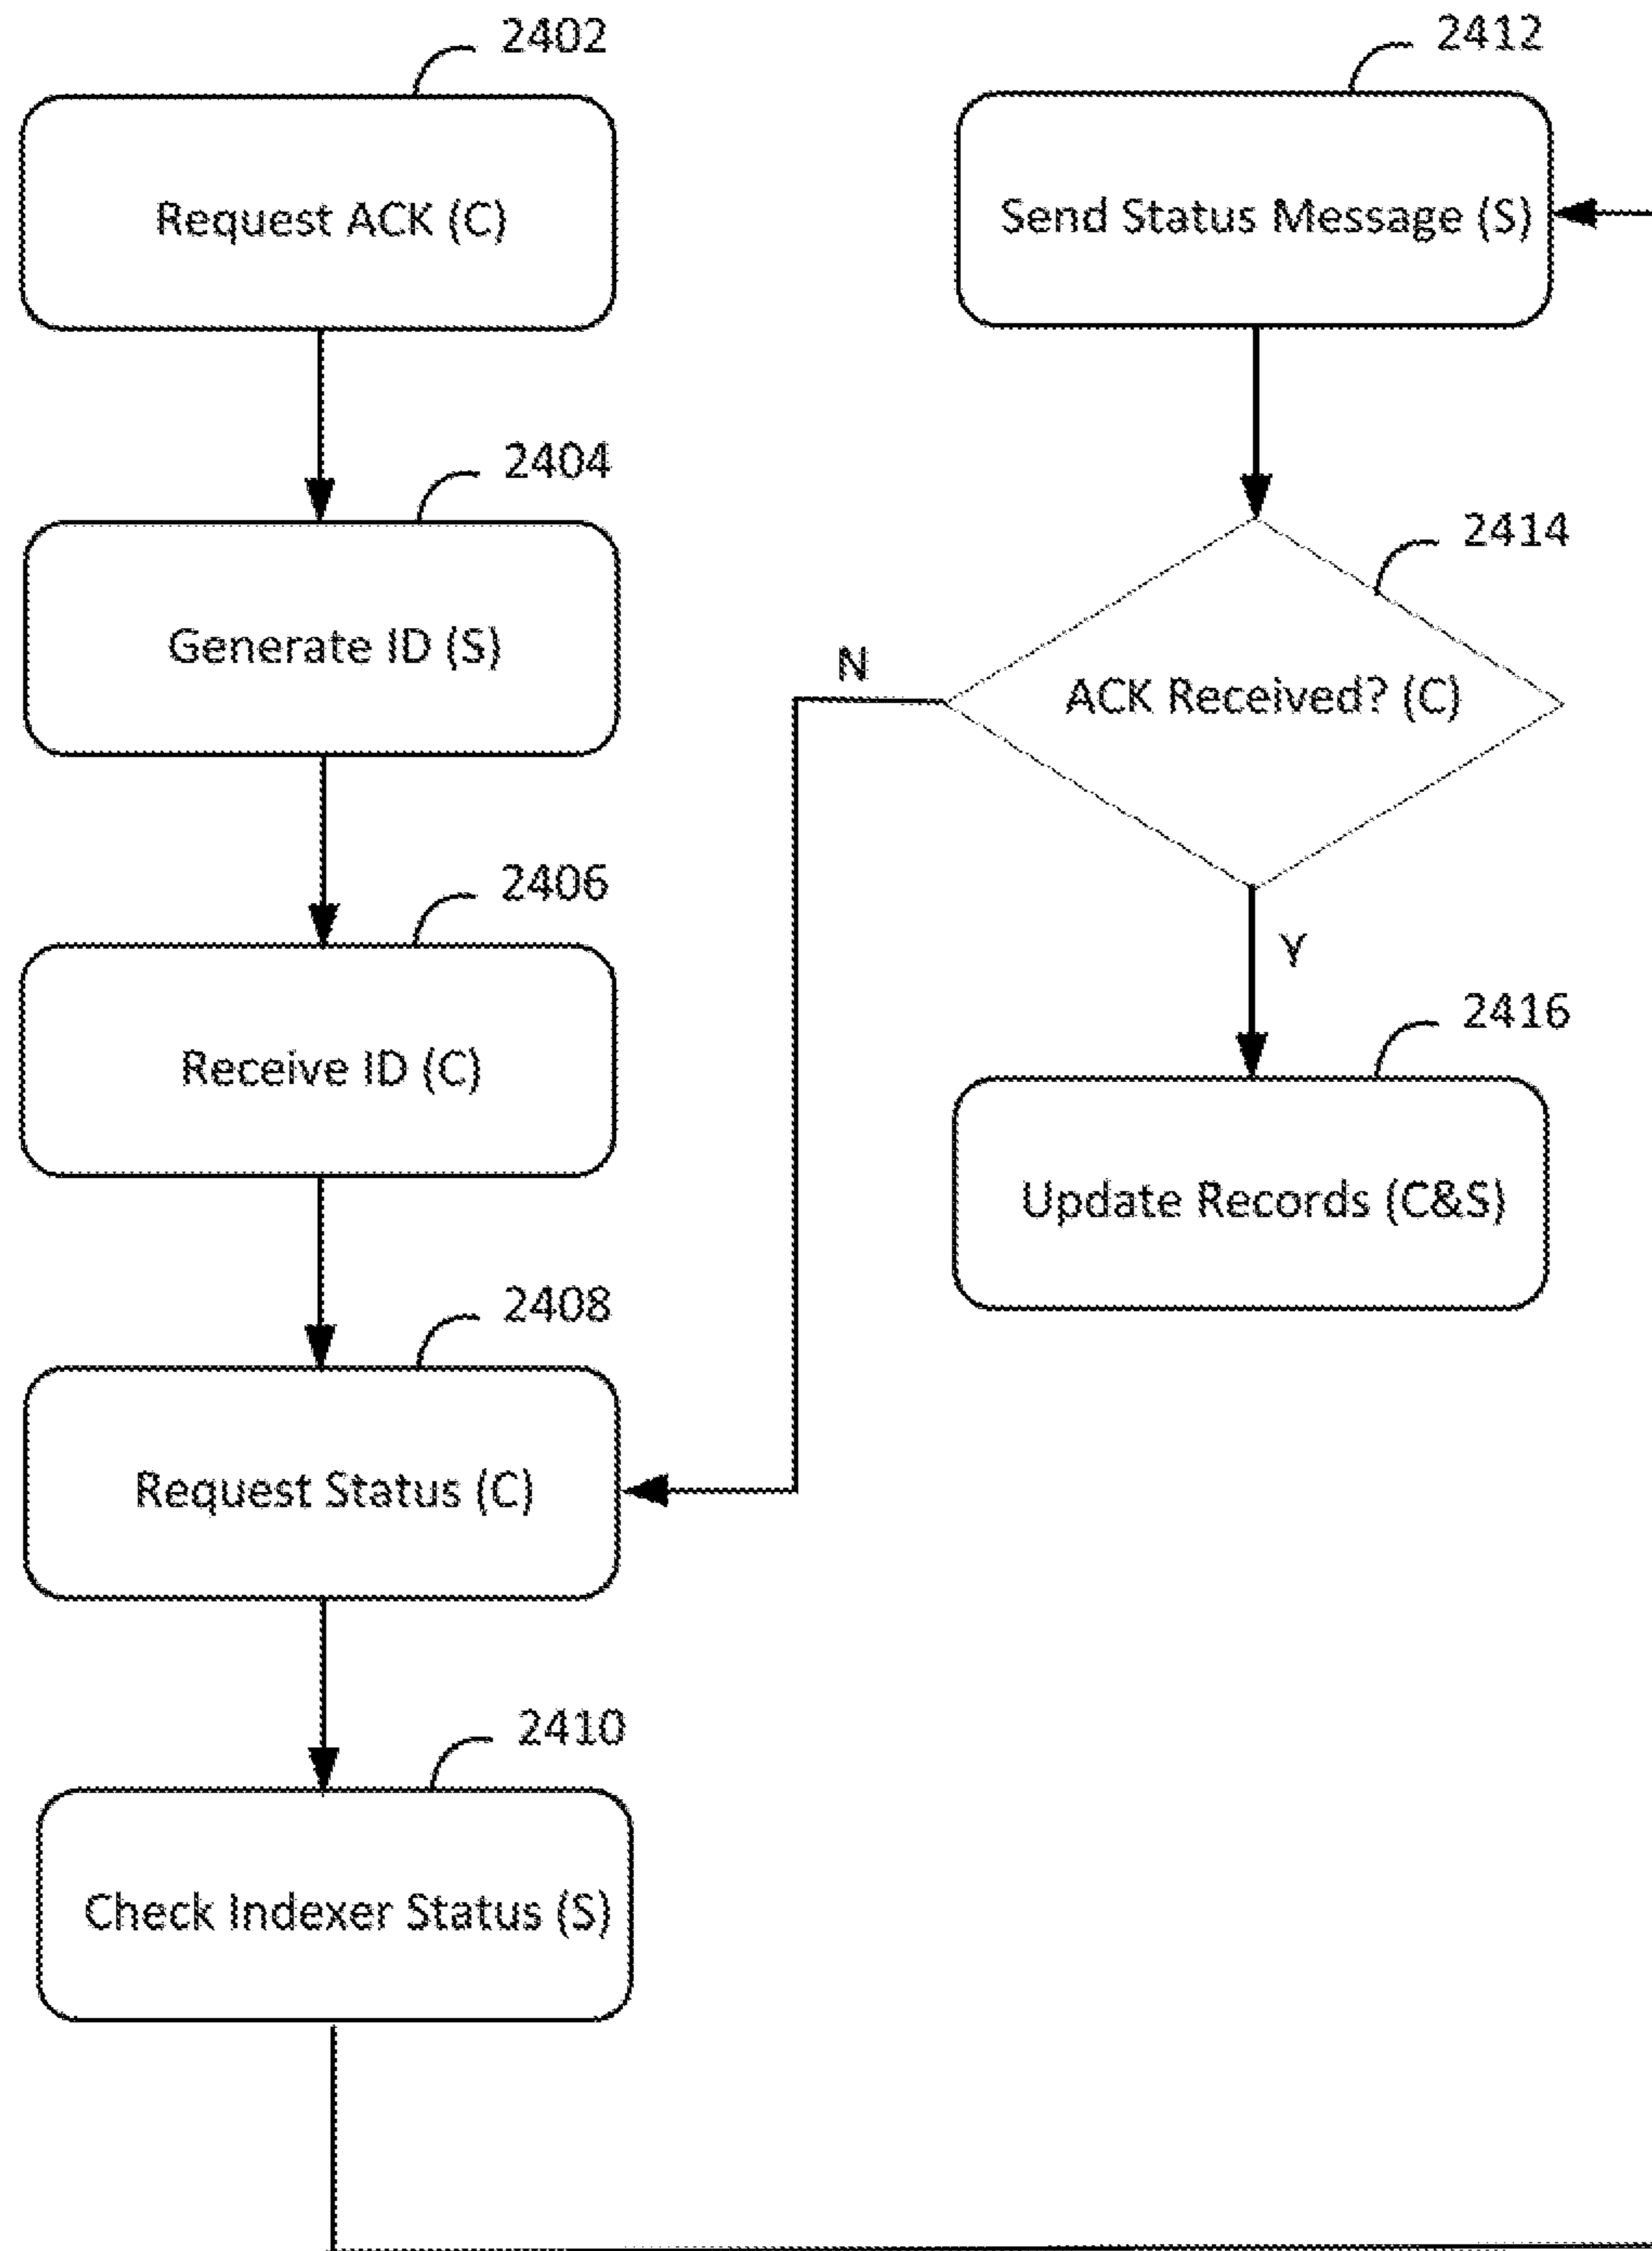 2402
Request ACK (C)
2404
Generate ID (S)
2406
Receive ID (C)
2408
Request Status (C)
2410
Check Indexer Status (S)
2412
Send Status Message (S)
2414
ACK Received? (C)
N
Y
2416
Update Records (C&S)